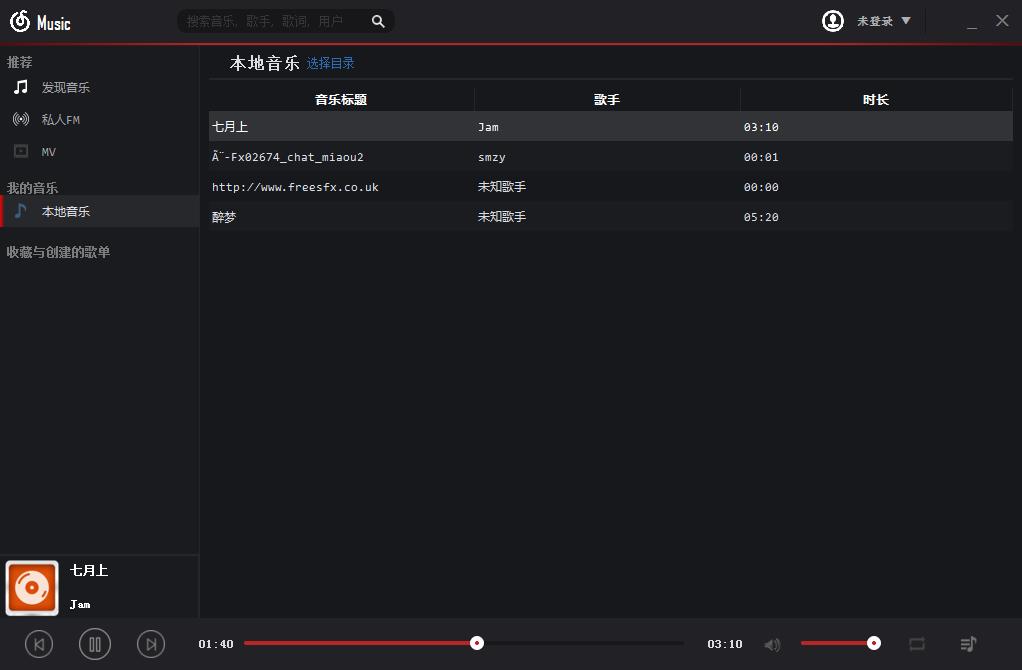 Music
搜索音乐, 歌手, 歌词, 用户
未登录
推荐
发现音乐
私人FM
MV
我的音乐
本地音乐
收藏与创建的歌单
本地音乐 选择目录
音乐标题 歌手 时长
七月上 Jam 03:10
Ã¨-Fx02674_chat_miaou2 smzy 00:01
http://www.freesfx.co.uk 未知歌手 00:00
醉梦 未知歌手 05:20
七月上
Jam
01:40 03:10